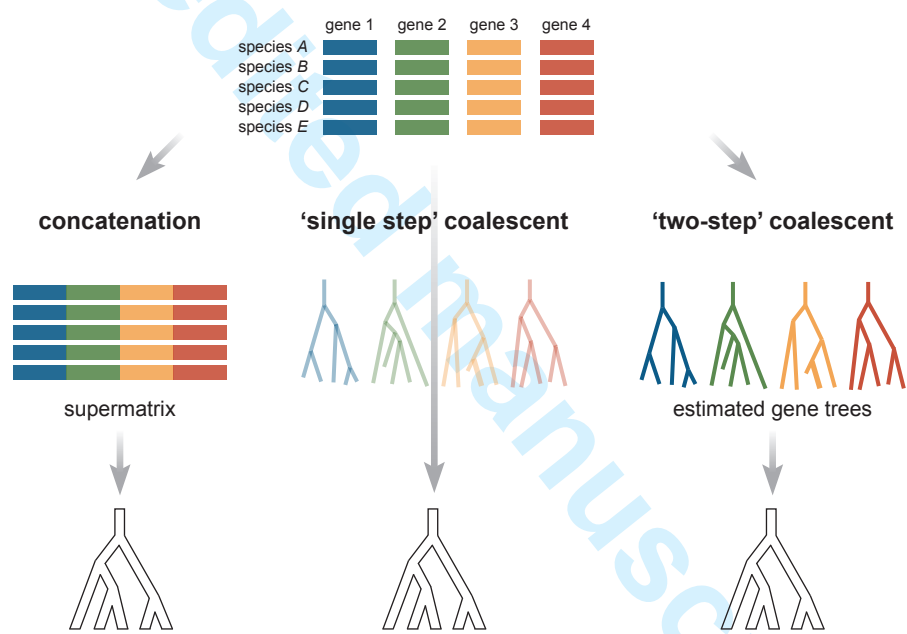 gene 1 gene 2 gene 3 gene 4
species A
species B
species C
species D
species E
concatenation
'single step' coalescent
'two-step' coalescent
supermatrix
estimated gene trees